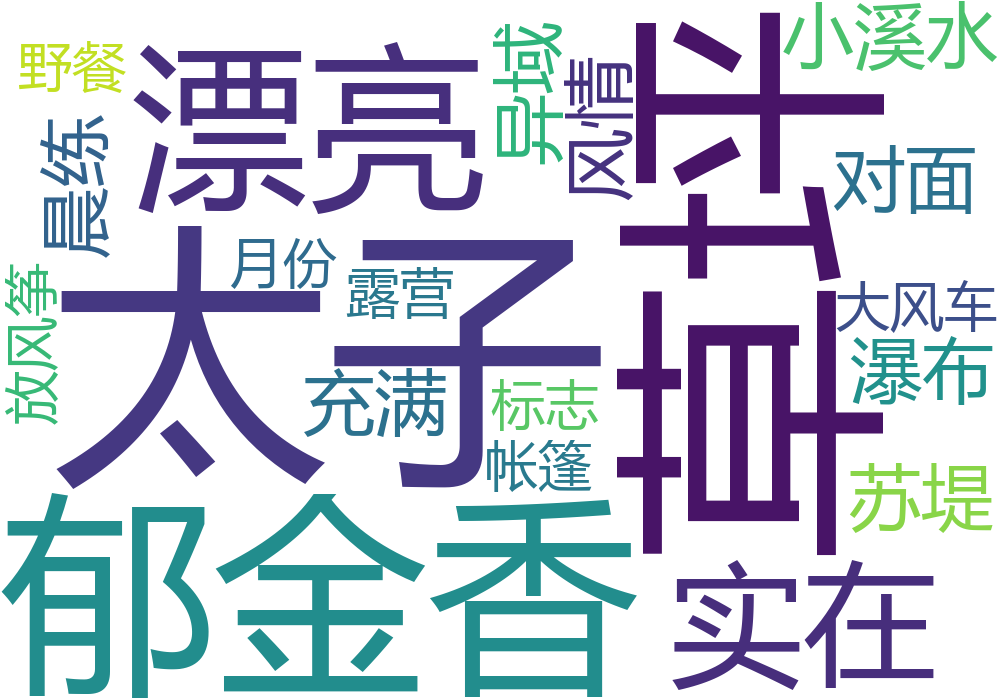 野餐
漂亮
异域
风情
草坪
小溪水
晨练
对面
太子
月份
露营
放风筝
大风车
瀑布
充满
标志
帐篷
苏堤
郁金香
实在